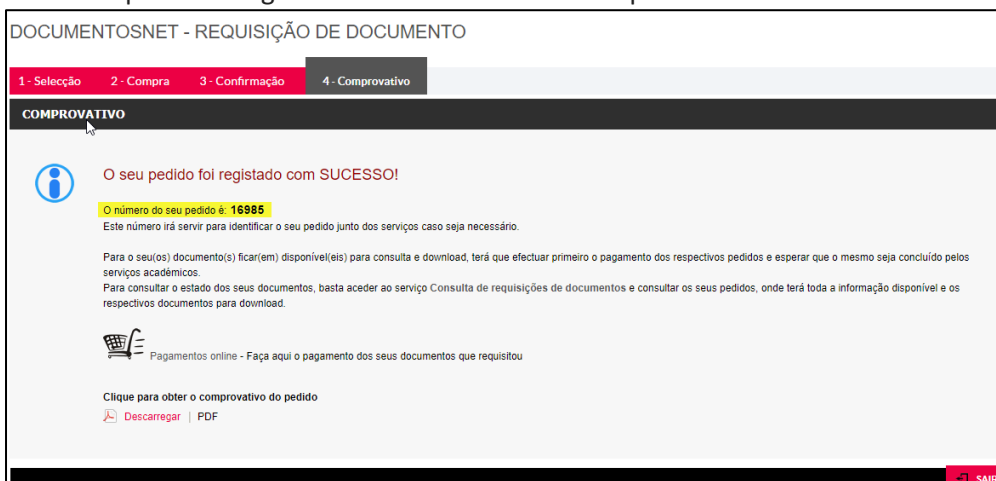 DOCUMENTOSNET - REQUISIÇÃO DE DOCUMENTO
1 - Selecção 2 - Compra 3 - Confirmação 4 - Comprovativo
COMPROVATIVO
O seu pedido foi registado com SUCESSO!
O número do seu pedido é: 16985
Este número irá servir para identificar o seu pedido junto dos serviços caso seja necessário.
Para o seu(os) documento(s) ficar(em) disponível(eis) para consulta e download, terá que efectuar primeiro o pagamento dos respectivos pedidos e esperar que o mesmo seja concluído pelos
serviços académicos.
Para consultar o estado dos seus documentos, basta aceder ao serviço Consulta de requisições de documentos e consultar os seus pedidos, onde terá toda a informação disponível e os
respectivos documentos para download.
Pagamentos online - Faça aqui o pagamento dos seus documentos que requisitou
Clique para obter o comprovativo do pedido
Descarregar | PDF